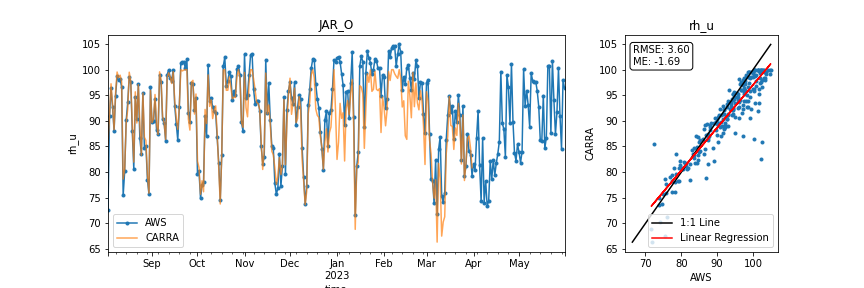 JAR_O
rh_u
105
100
95
90
85
80
75
70
65
rh_u
AWS
CARRA
Sep
Oct
Nov
Dec
Jan
2023
Feb
Mar
Apr
May
time
RMSE: 3.60
ME: -1.69
105
100
95
90
85
80
75
70
65
CARRA
1:1 Line
Linear Regression
70
80
90
100
AWS